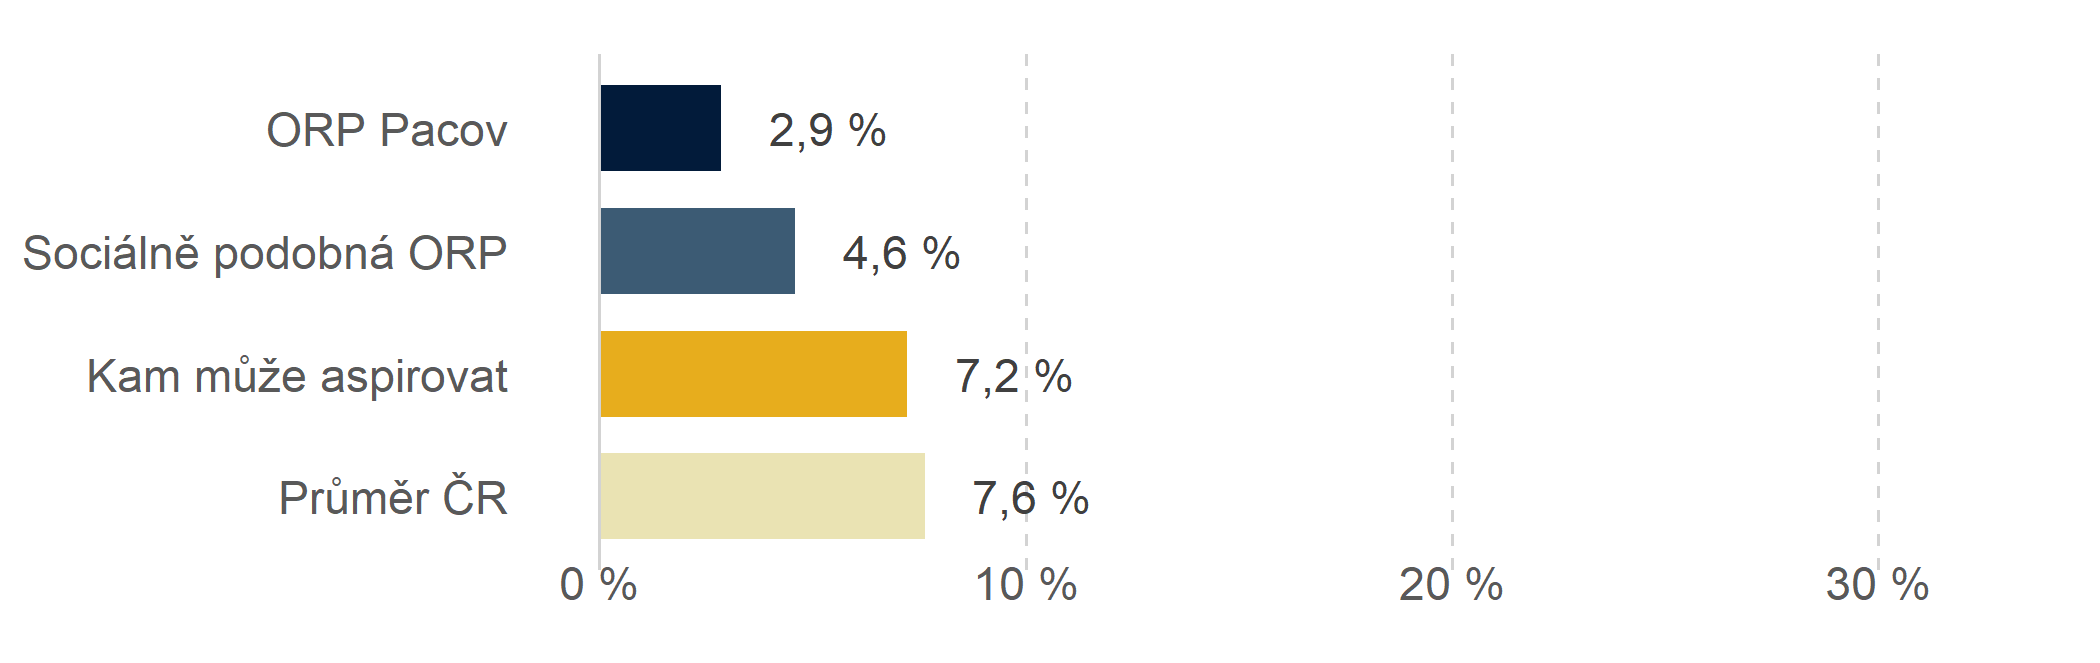 ORP Pacov 2,9 %
Sociálně podobná ORP 4,6 %
Kam může aspirovat 7,2 %
Průměr ČR 7,6 %
0 % 10 % 20 % 30 %